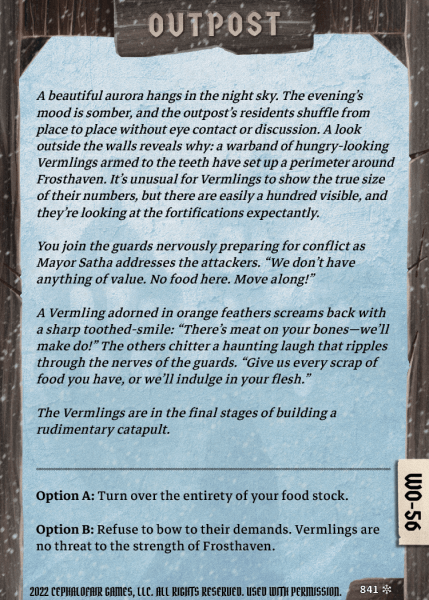 OUTPOST
A beautiful aurora hangs in the night sky. The evening's
mood is somber, and the outpost's residents shuffle from
place to place without eye contact or discussion. A look
outside the walls reveals why: a warband of hungry-looking
Vermlings armed to the teeth have set up a perimeter around
Frosthaven. It's unusual for Vermlings to show the true size
of their numbers, but there are easily a hundred visible, and
they're looking at the fortifications expectantly.
You join the guards nervously preparing for conflict as
Mayor Satha addresses the attackers. “We don't have
anything of value. No food here. Move along!”
A Vermling adorned in orange feathers screams back with
a sharp toothed-smile: “There's meat on your bones—we'll
make do!” The others chitter a haunting laugh that ripples
through the nerves of the guards. “Give us every scrap of
food you have, or we'll indulge in your flesh.”
The Vermlings are in the final stages of building a
rudimentary catapult.
Option A: Turn over the entirety of your food stock.
Option B: Refuse to bow to their demands. Vermlings are
no threat to the strength of Frosthaven.
WO-56
2022 CEPHALOFAIR GAMES, LLC. ALL RIGHTS RESERVED. USED WITH PERMISSION.
841